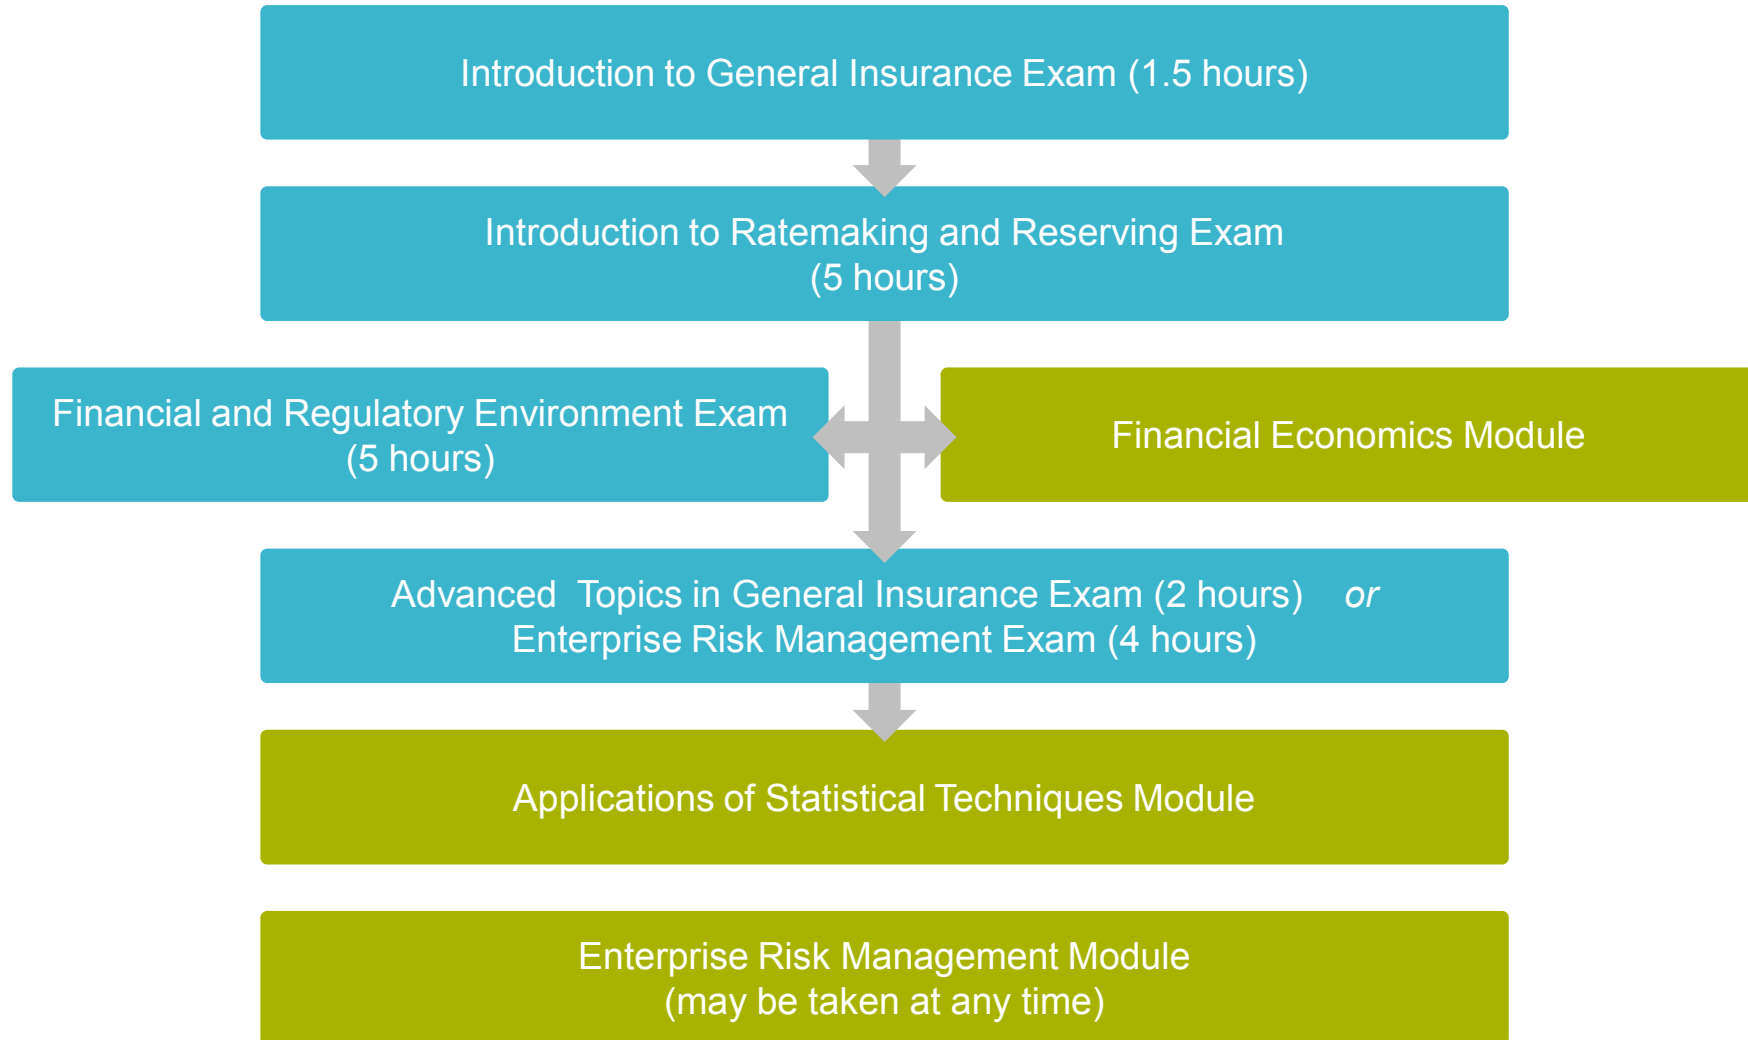 Introduction to General Insurance Exam (1.5 hours)
Introduction to Ratemaking and Reserving Exam
(5 hours)
Financial and Regulatory Environment Exam
(5 hours)
Financial Economics Module
Advanced  Topics in General Insurance Exam (2 hours)    or
Enterprise Risk Management Exam (4 hours)
Applications of Statistical Techniques Module
Enterprise Risk Management Module
(may be taken at any time)